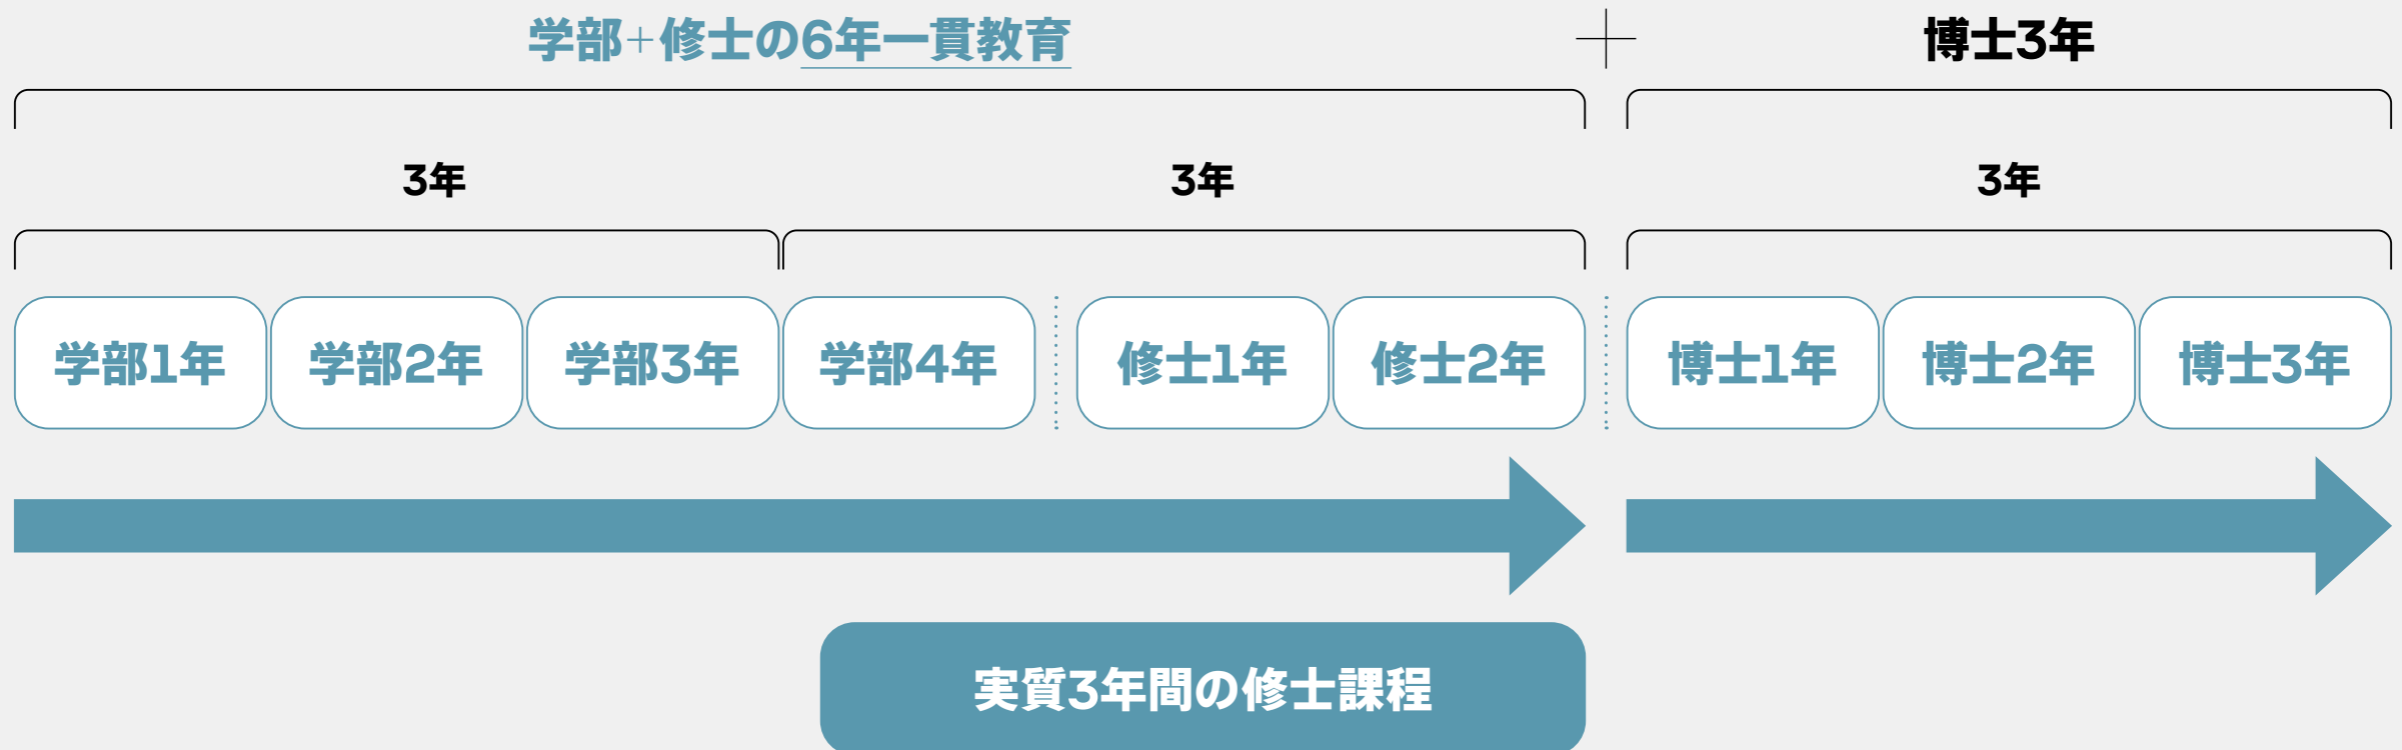 学部+修士の6年一貫教育 + 博士3年
3年 3年 3年
学部1年 学部2年 学部3年 学部4年 修士1年 修士2年 博士1年 博士2年 博士3年
実質3年間の修士課程